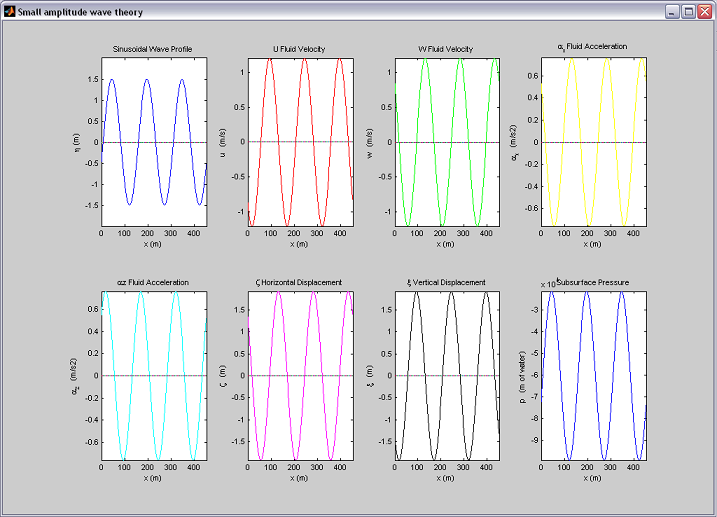 Small amplitude wave theory
Sinusoidal Wave Profile
U Fluid Velocity
W Fluid Velocity
αx Fluid Acceleration
1.5
1
0.5
0
-0.5
-1
-1.5
η (m)
0 100 200 300 400
x (m)
1
0.5
0
-0.5
-1
u (m/s)
0 100 200 300 400
x (m)
1
0.5
0
-0.5
-1
w (m/s)
0 100 200 300 400
x (m)
0.6
0.4
0.2
0
-0.2
-0.4
-0.6
αx (m/s2)
0 100 200 300 400
x (m)
αz Fluid Acceleration
ζ Horizontal Displacement
ξ Vertical Displacement
x 10
Subsurface Pressure
0.6
0.4
0.2
0
-0.2
-0.4
-0.6
αz (m/s2)
0 100 200 300 400
x (m)
1.5
1
0.5
0
-0.5
-1
-1.5
ζ (m)
0 100 200 300 400
x (m)
1.5
1
0.5
0
-0.5
-1
-1.5
ξ (m)
0 100 200 300 400
x (m)
-3
-4
-5
-6
-7
-8
-9
p (m of water)
0 100 200 300 400
x (m)